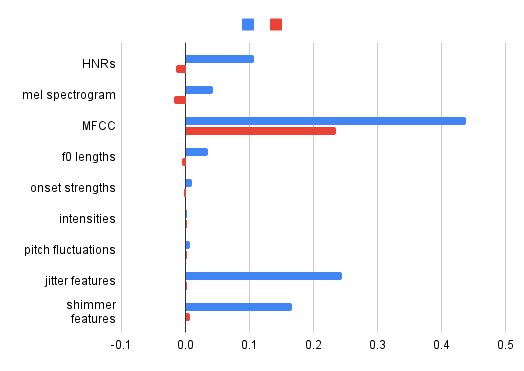 HNRs
mel spectrogram
MFCC
f0 lengths
onset strengths
intensities
pitch fluctuations
jitter features
shimmer
features
-0.1 0.0 0.1 0.2 0.3 0.4 0.5